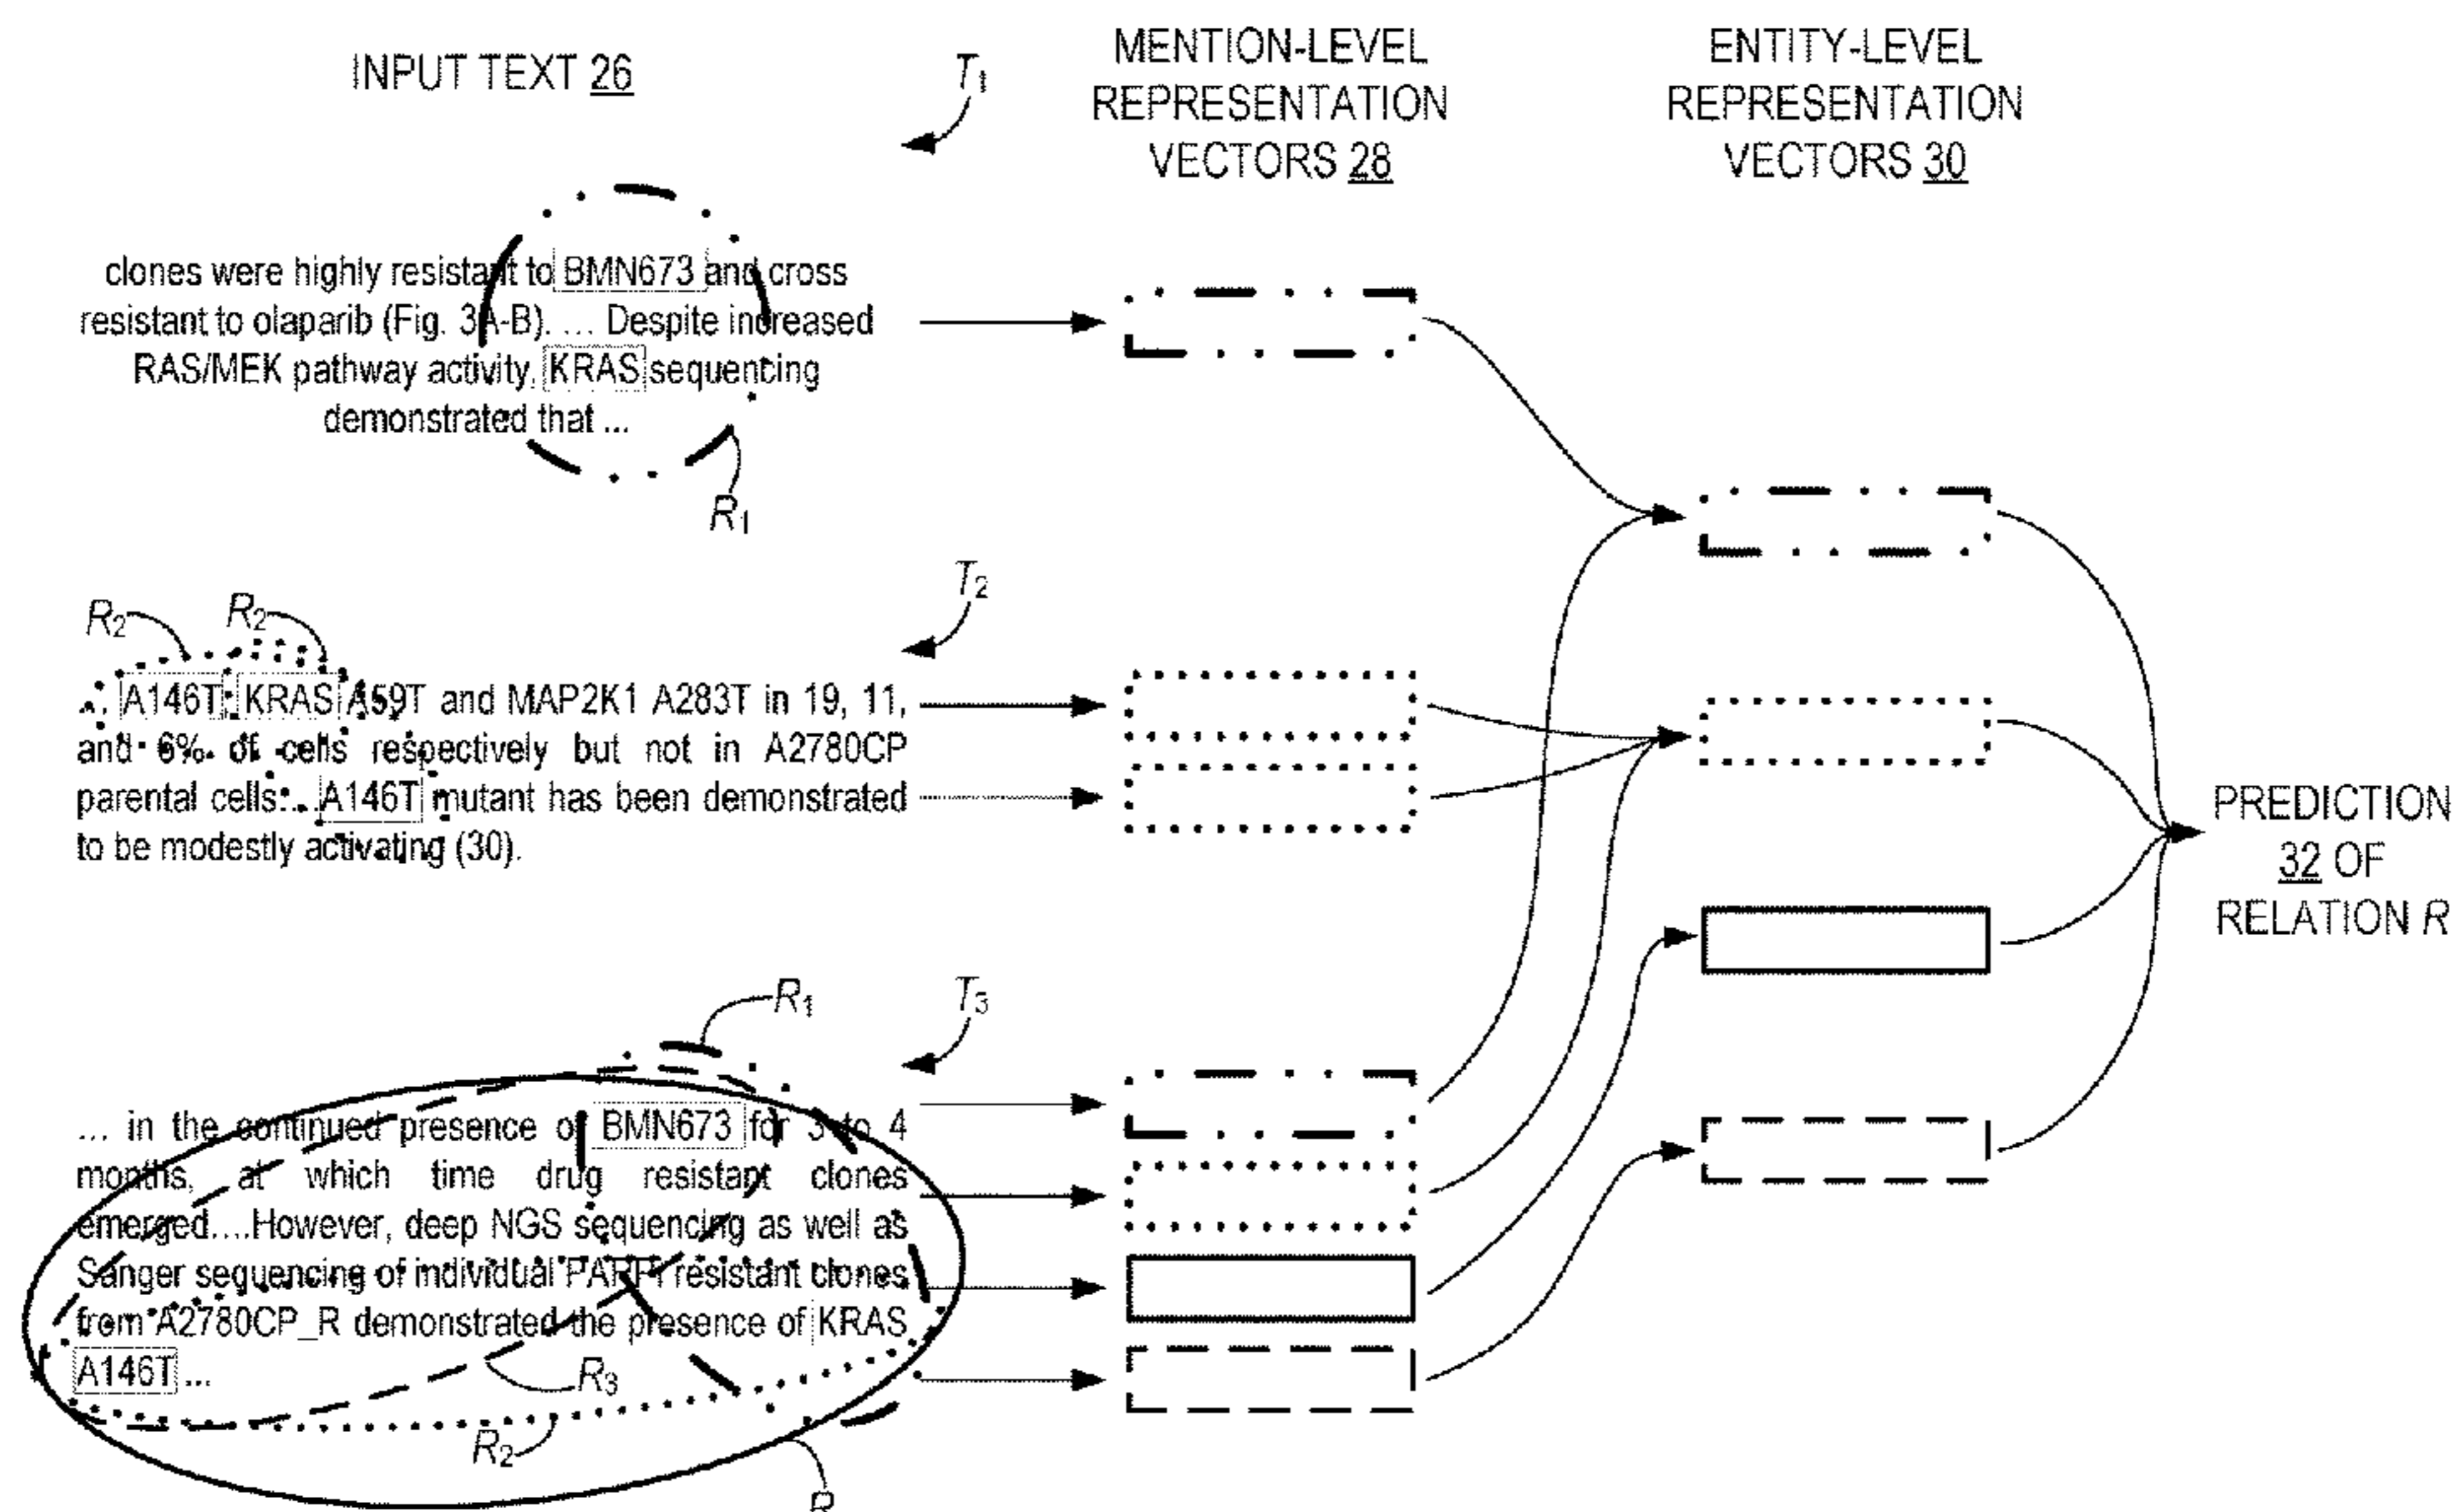 INPUT TEXT 26
T1
MENTION-LEVEL
REPRESENTATION
VECTORS 28
ENTITY-LEVEL
REPRESENTATION
VECTORS 30
clones were highly resistant to BMN673 and cross
resistant to olaparib (Fig. 3A-B). ... Despite increased
RAS/MEK pathway activity, KRAS sequencing
demonstrated that ...
R1
T2
R2
R2
... A146T, KRAS A59T and MAP2K1 A283T in 19, 11,
and 6% of cells respectively but not in A2780CP
parental cells... A146T mutant has been demonstrated
to be modestly activating (30).
PREDICTION
32 OF
RELATION R
R1
T3
... in the continued presence of BMN673 for 3 to 4
months, at which time drug resistant clones
emerged....However, deep NGS sequencing as well as
Sanger sequencing of individual PARPi resistant clones
from A2780CP_R demonstrated the presence of KRAS
A146T ...
R3
R2
R